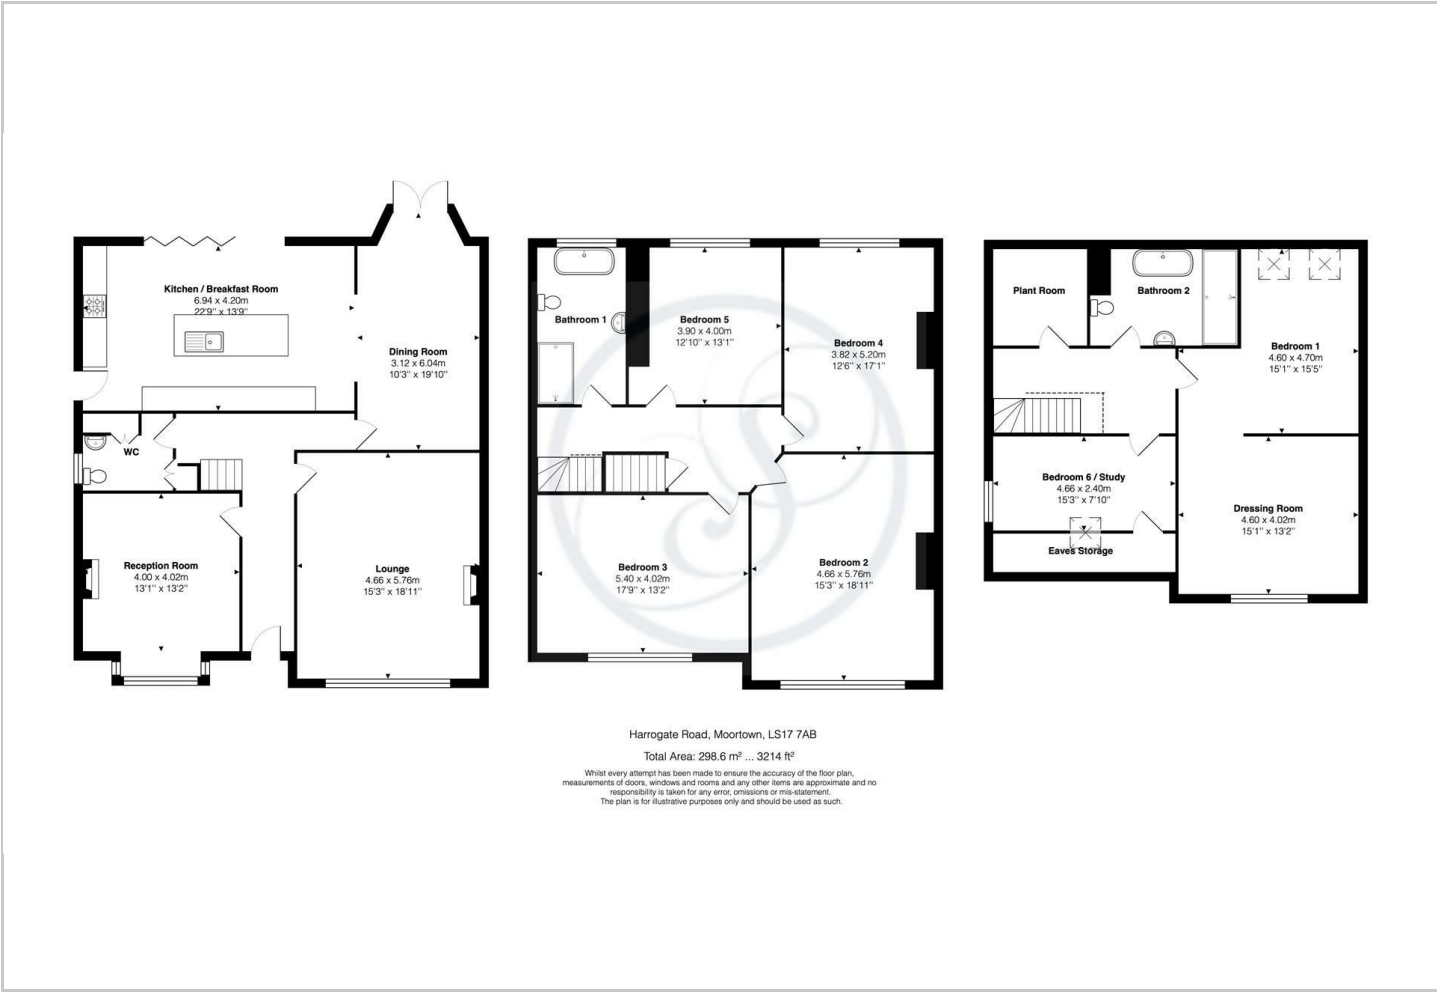 Kitchen / Breakfast Room
6.94 x 4.20m
22'9'' x 13'9''
Dining Room
3.12 x 6.04m
10'3'' x 19'10''
WC
Reception Room
4.00 x 4.02m
13'1'' x 13'2''
Lounge
4.66 x 5.76m
15'3'' x 18'11''
Bathroom 1
Bedroom 5
3.90 x 4.00m
12'10'' x 13'1''
Bedroom 4
3.82 x 5.20m
12'6'' x 17'1''
Bedroom 3
5.40 x 4.02m
17'9'' x 13'2''
Bedroom 2
4.66 x 5.76m
15'3'' x 18'11''
Plant Room
Bathroom 2
Bedroom 1
4.60 x 4.70m
15'1'' x 15'5''
Bedroom 6 / Study
4.66 x 2.40m
15'3'' x 7'10''
Eaves Storage
Dressing Room
4.60 x 4.02m
15'1'' x 13'2''
Harrogate Road, Moortown, LS17 7AB
Total Area: 298.6 m² ... 3214 ft²
Whilst every attempt has been made to ensure the accuracy of the floor plan,
measurements of doors, windows and rooms and any other items are approximate and no
responsibility is taken for any error, omissions or mis-statement.
The plan is for illustrative purposes only and should be used as such.